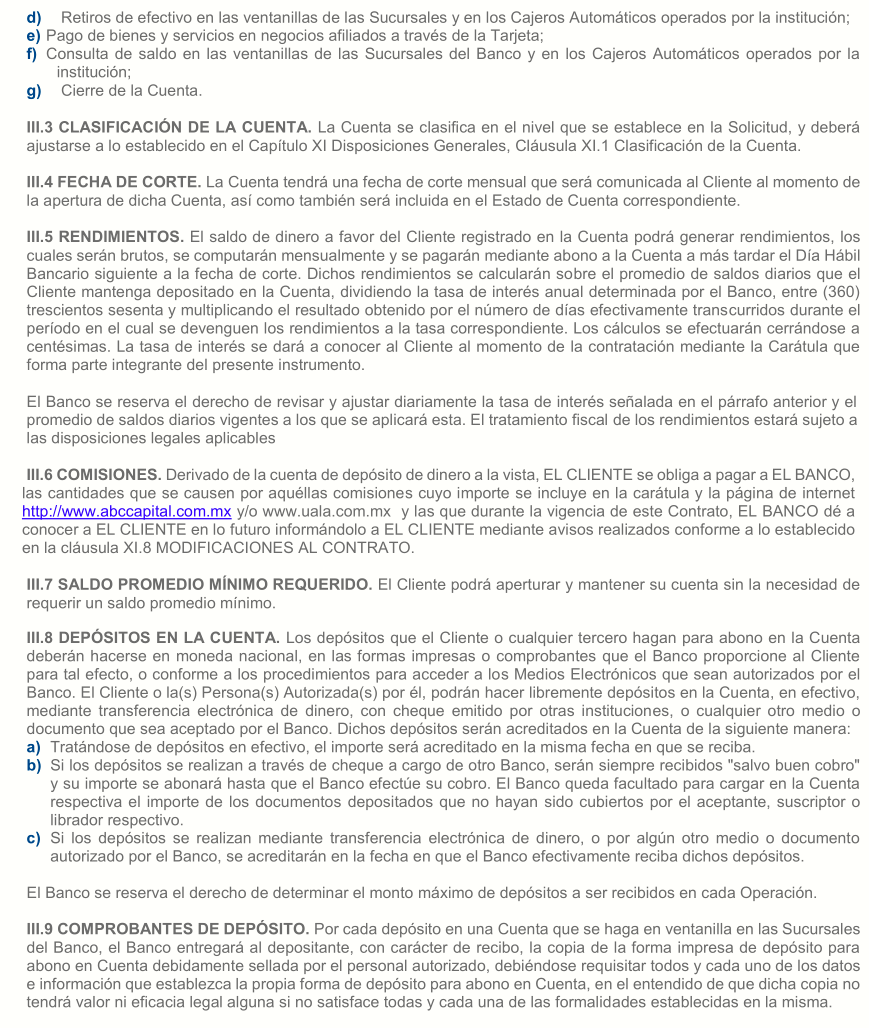 d) Retiros de efectivo en las ventanillas de las Sucursales y en los Cajeros Automáticos operados por la institución;
e) Pago de bienes y servicios en negocios afiliados a través de la Tarjeta;
f) Consulta de saldo en las ventanillas de las Sucursales del Banco y en los Cajeros Automáticos operados por la
institución;
g) Cierre de la Cuenta.
III.3 CLASIFICACIÓN DE LA CUENTA. La Cuenta se clasifica en el nivel que se establece en la Solicitud, y deberá
ajustarse a lo establecido en el Capítulo XI Disposiciones Generales, Cláusula XI.1 Clasificación de la Cuenta.
III.4 FECHA DE CORTE. La Cuenta tendrá una fecha de corte mensual que será comunicada al Cliente al momento de
la apertura de dicha Cuenta, así como también será incluida en el Estado de Cuenta correspondiente.
III.5 RENDIMIENTOS. El saldo de dinero a favor del Cliente registrado en la Cuenta podrá generar rendimientos, los
cuales serán brutos, se computarán mensualmente y se pagarán mediante abono a la Cuenta a más tardar el Día Hábil
Bancario siguiente a la fecha de corte. Dichos rendimientos se calcularán sobre el promedio de saldos diarios que el
Cliente mantenga depositado en la Cuenta, dividiendo la tasa de interés anual determinada por el Banco, entre (360)
trescientos sesenta y multiplicando el resultado obtenido por el número de días efectivamente transcurridos durante el
período en el cual se devenguen los rendimientos a la tasa correspondiente. Los cálculos se efectuarán cerrándose a
centésimas. La tasa de interés se dará a conocer al Cliente al momento de la contratación mediante la Carátula que
forma parte integrante del presente instrumento.
El Banco se reserva el derecho de revisar y ajustar diariamente la tasa de interés señalada en el párrafo anterior y el
promedio de saldos diarios vigentes a los que se aplicará esta. El tratamiento fiscal de los rendimientos estará sujeto a
las disposiciones legales aplicables
III.6 COMISIONES. Derivado de la cuenta de depósito de dinero a la vista, EL CLIENTE se obliga a pagar a EL BANCO,
las cantidades que se causen por aquéllas comisiones cuyo importe se incluye en la carátula y la página de internet
http://www.abccapital.com.mx y/o www.uala.com.mx y las que durante la vigencia de este Contrato, EL BANCO dé a
conocer a EL CLIENTE en lo futuro informándolo a EL CLIENTE mediante avisos realizados conforme a lo establecido
en la cláusula XI.8 MODIFICACIONES AL CONTRATO.
III.7 SALDO PROMEDIO MÍNIMO REQUERIDO. El Cliente podrá aperturar y mantener su cuenta sin la necesidad de
requerir un saldo promedio mínimo.
III.8 DEPÓSITOS EN LA CUENTA. Los depósitos que el Cliente o cualquier tercero hagan para abono en la Cuenta
deberán hacerse en moneda nacional, en las formas impresas o comprobantes que el Banco proporcione al Cliente
para tal efecto, o conforme a los procedimientos para acceder a los Medios Electrónicos que sean autorizados por el
Banco. El Cliente o la(s) Persona(s) Autorizada(s) por él, podrán hacer libremente depósitos en la Cuenta, en efectivo,
mediante transferencia electrónica de dinero, con cheque emitido por otras instituciones, o cualquier otro medio o
documento que sea aceptado por el Banco. Dichos depósitos serán acreditados en la Cuenta de la siguiente manera:
a) Tratándose de depósitos en efectivo, el importe será acreditado en la misma fecha en que se reciba.
b) Si los depósitos se realizan a través de cheque a cargo de otro Banco, serán siempre recibidos "salvo buen cobro"
y su importe se abonará hasta que el Banco efectúe su cobro. El Banco queda facultado para cargar en la Cuenta
respectiva el importe de los documentos depositados que no hayan sido cubiertos por el aceptante, suscriptor o
librador respectivo.
c) Si los depósitos se realizan mediante transferencia electrónica de dinero, o por algún otro medio o documento
autorizado por el Banco, se acreditarán en la fecha en que el Banco efectivamente reciba dichos depósitos.
El Banco se reserva el derecho de determinar el monto máximo de depósitos a ser recibidos en cada Operación.
III.9 COMPROBANTES DE DEPÓSITO. Por cada depósito en una Cuenta que se haga en ventanilla en las Sucursales
del Banco, el Banco entregará al depositante, con carácter de recibo, la copia de la forma impresa de depósito para
abono en Cuenta debidamente sellada por el personal autorizado, debiéndose requisitar todos y cada uno de los datos
e información que establezca la propia forma de depósito para abono en Cuenta, en el entendido de que dicha copia no
tendrá valor ni eficacia legal alguna si no satisface todas y cada una de las formalidades establecidas en la misma.